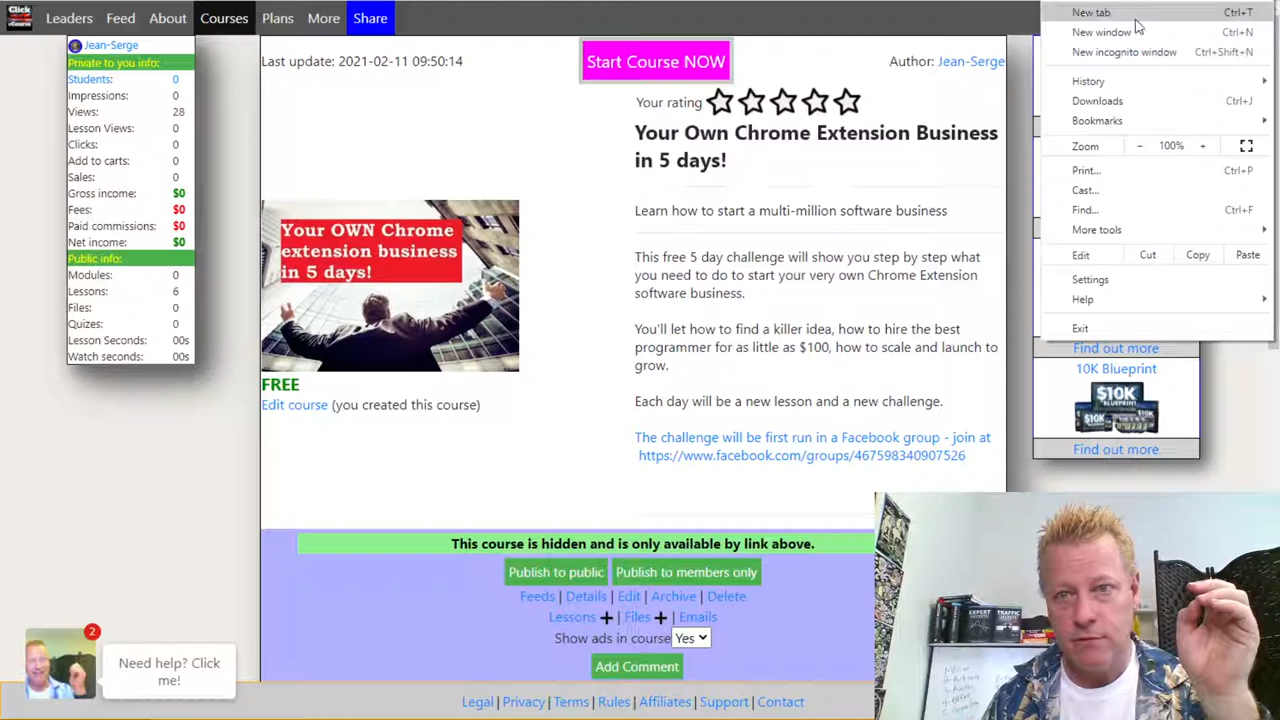 Click
eCourse
Leaders
Feed
About
Courses
Plans
More
Share
Jean-Serge
Private to you info:
Students: 0
Impressions: 0
Views: 28
Lesson Views: 0
Clicks: 0
Add to carts: 0
Sales: 0
Gross income: $0
Fees: $0
Paid commissions: $0
Net income: $0
Public info:
Modules: 0
Lessons: 6
Files: 0
Quizes: 0
Lesson Seconds: 00s
Watch seconds: 00s
Last update: 2021-02-11 09:50:14
Start Course NOW
Author: Jean-Serge
Your rating
Your Own Chrome Extension Business
in 5 days!
Learn how to start a multi-million software business
Your OWN Chrome
extension business
in 5 days!
FREE
Edit course (you created this course)
This free 5 day challenge will show you step by step what
you need to do to start your very own Chrome Extension
software business.
You'll let how to find a killer idea, how to hire the best
programmer for as little as $100, how to scale and launch to
grow.
Each day will be a new lesson and a new challenge.
The challenge will be first run in a Facebook group - join at
https://www.facebook.com/groups/467598340907526
This course is hidden and is only available by link above.
Publish to public
Publish to members only
Feeds | Details | Edit | Archive | Delete
Lessons + | Files + | Emails
Show ads in course Yes
Add Comment
New tab Ctrl+T
New window Ctrl+N
New incognito window Ctrl+Shift+N
History
Downloads Ctrl+J
Bookmarks
Zoom − 100% +
Print... Ctrl+P
Cast...
Find... Ctrl+F
More tools
Edit Cut Copy Paste
Settings
Help
Exit
Find out more
10K Blueprint
$10K
BLUEPRINT
Find out more
2
Need help? Click
me!
EXPERT
SECRETS
TRAFFIC
SECRETS
Legal | Privacy | Terms | Rules | Affiliates | Support | Contact